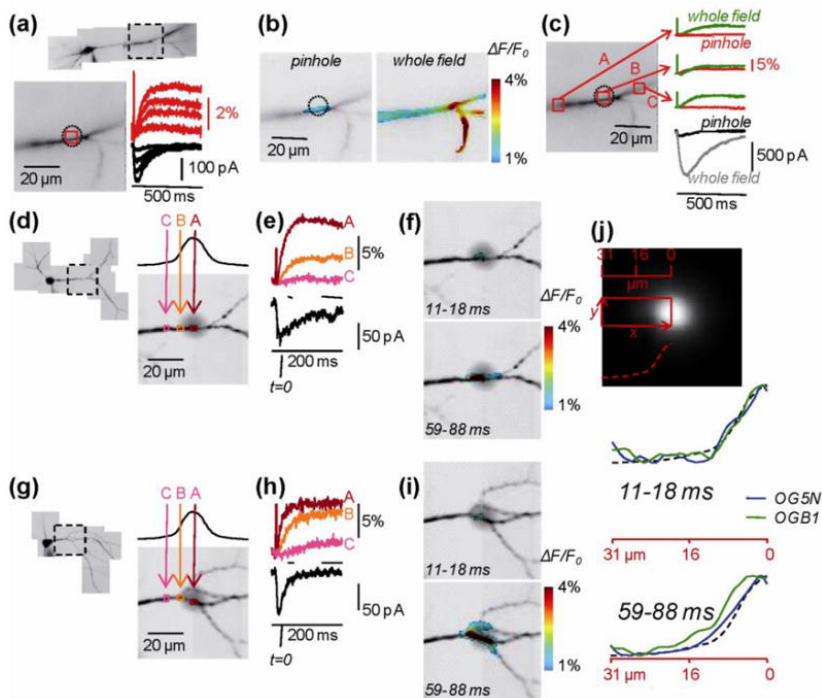 (a)
2%
20 µm
100 pA
500 ms
(b)
pinhole
whole field
ΔF/F0
4%
1%
20 µm
(c)
whole field
pinhole
A
B
C
5%
20 µm
pinhole
whole field
500 pA
500 ms
(d)
C B A
20 µm
(e)
A
B
C
5%
50 pA
200 ms
t=0
(f)
11-18 ms
59-88 ms
ΔF/F0
4%
1%
(j)
31 16 0
µm
y
x
11-18 ms
OG5N
OGB1
31 µm 16 0
59-88 ms
31 µm 16 0
(g)
C B A
20 µm
(h)
A
B
C
5%
50 pA
200 ms
t=0
(i)
11-18 ms
59-88 ms
ΔF/F0
4%
1%